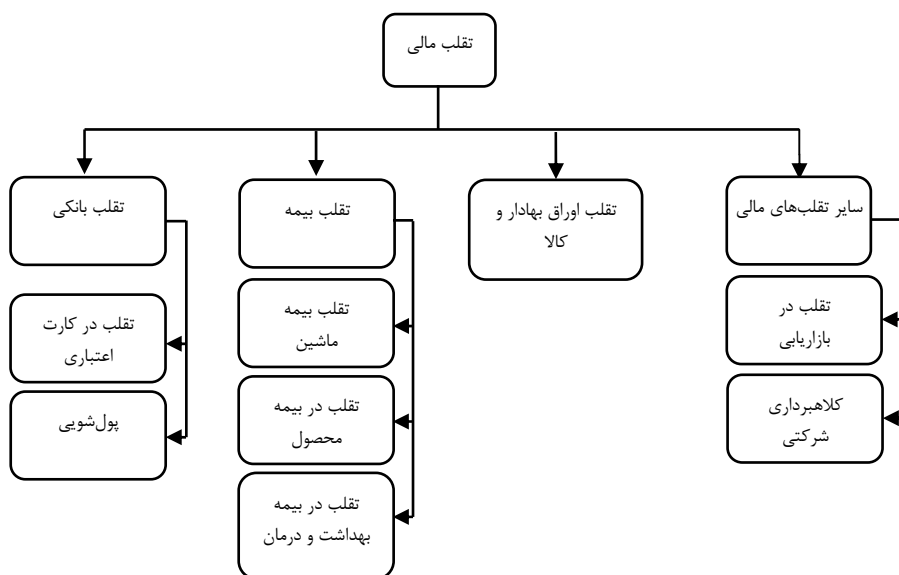 تقلب مالی
سایر تقلب‌های مالی
تقلب اوراق بهادار و
کالا
تقلب بیمه
تقلب بانکی
تقلب در
بازاریابی
کلاهبرداری
شرکتی
تقلب بیمه
ماشین
تقلب در بیمه
محصول
تقلب در بیمه
بهداشت و درمان
تقلب در کارت
اعتباری
پول‌شویی